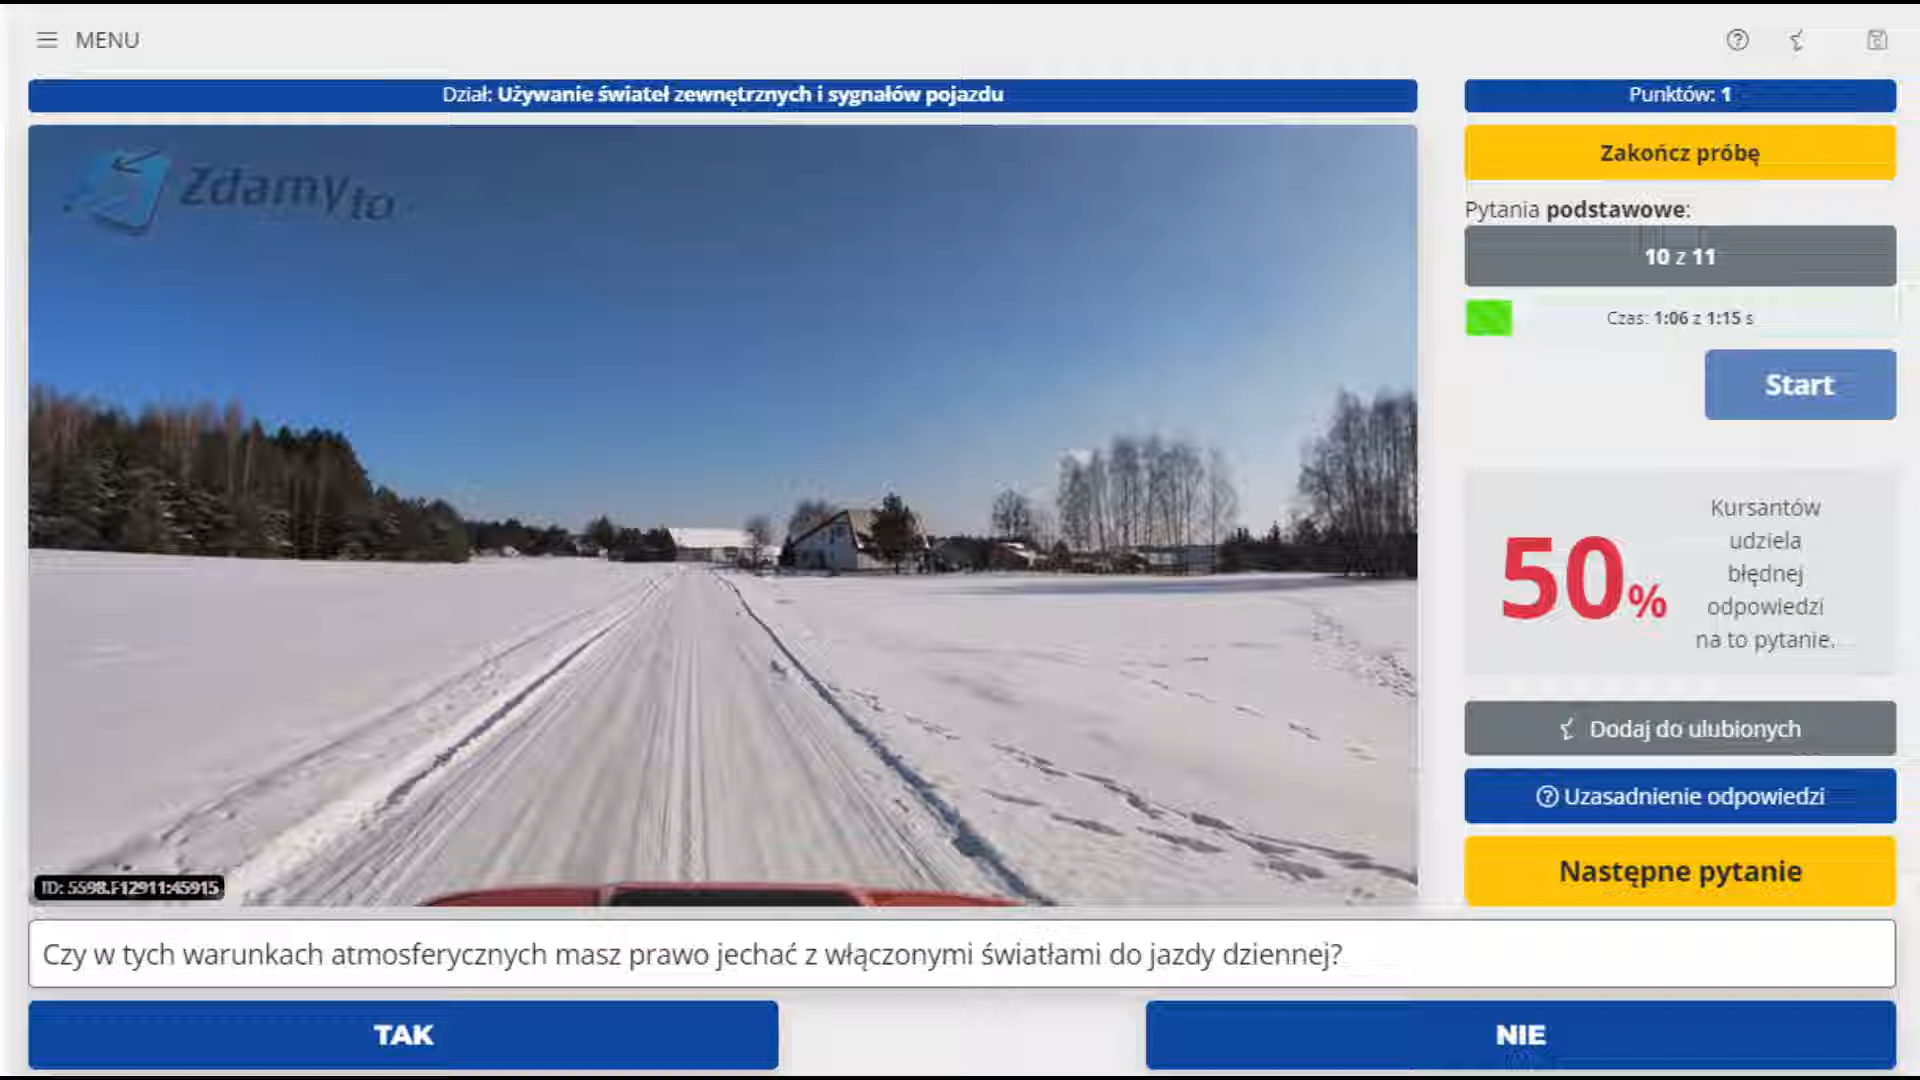 MENU
Dział: Używanie świateł zewnętrznych i sygnałów pojazdu
Punktów: 1
Zdamyto
Zakończ próbę
Pytania podstawowe:
10 z 11
Czas: 1:06 z 1:15 s
Start
50%
Kursantów
udziela
błędnej
odpowiedzi
na to pytanie.
Dodaj do ulubionych
Uzasadnienie odpowiedzi
Następne pytanie
ID: 5598.F12911:45915
Czy w tych warunkach atmosferycznych masz prawo jechać z włączonymi światłami do jazdy dziennej?
TAK
NIE